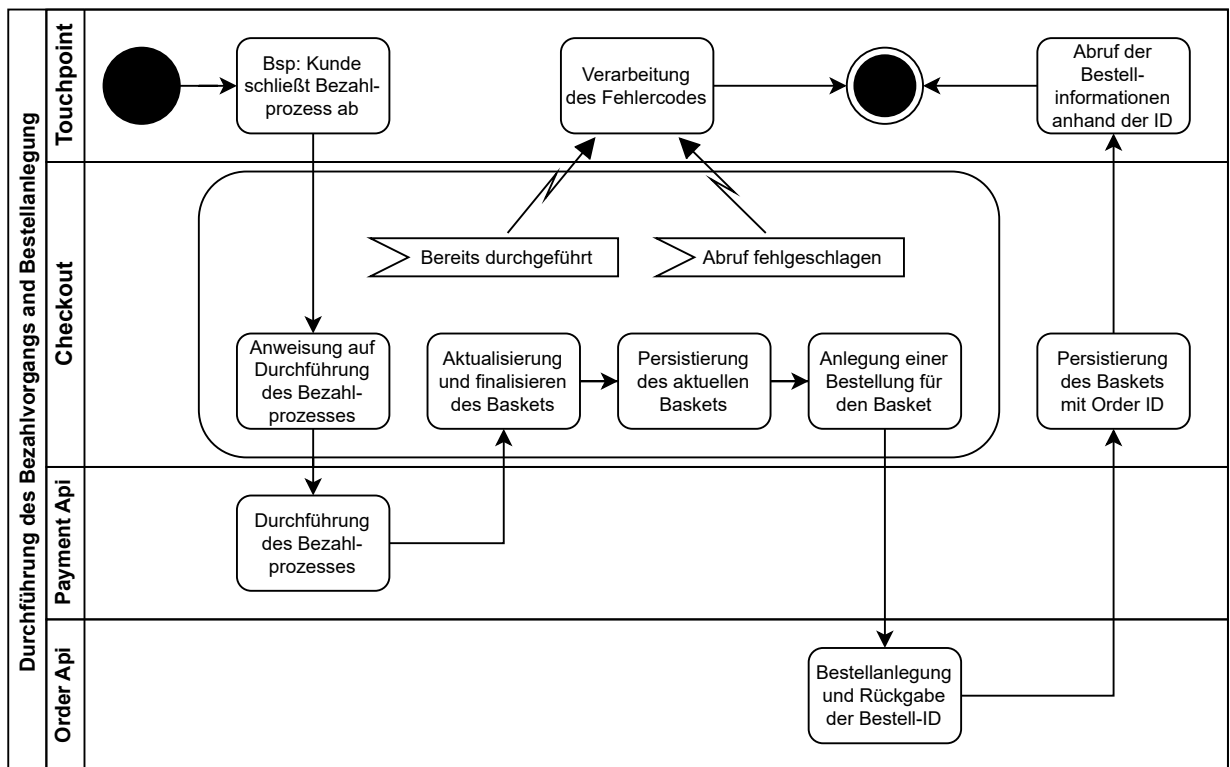 Durchführung des Bezahlvorgangs and Bestellanlegung
Touchpoint
Bsp: Kunde
schließt Bezahl-
prozess ab
Verarbeitung
des Fehlercodes
Abruf der
Bestell-
informationen
anhand der ID
Checkout
Bereits durchgeführt
Abruf fehlgeschlagen
Anweisung auf
Durchführung
des Bezahl-
prozesses
Aktualisierung
und finalisieren
des Baskets
Persistierung
des aktuellen
Baskets
Anlegung einer
Bestellung für
den Basket
Persistierung
des Baskets
mit Order ID
Payment Api
Durchführung
des Bezahl-
prozesses
Order Api
Bestellanlegung
und Rückgabe
der Bestell-ID